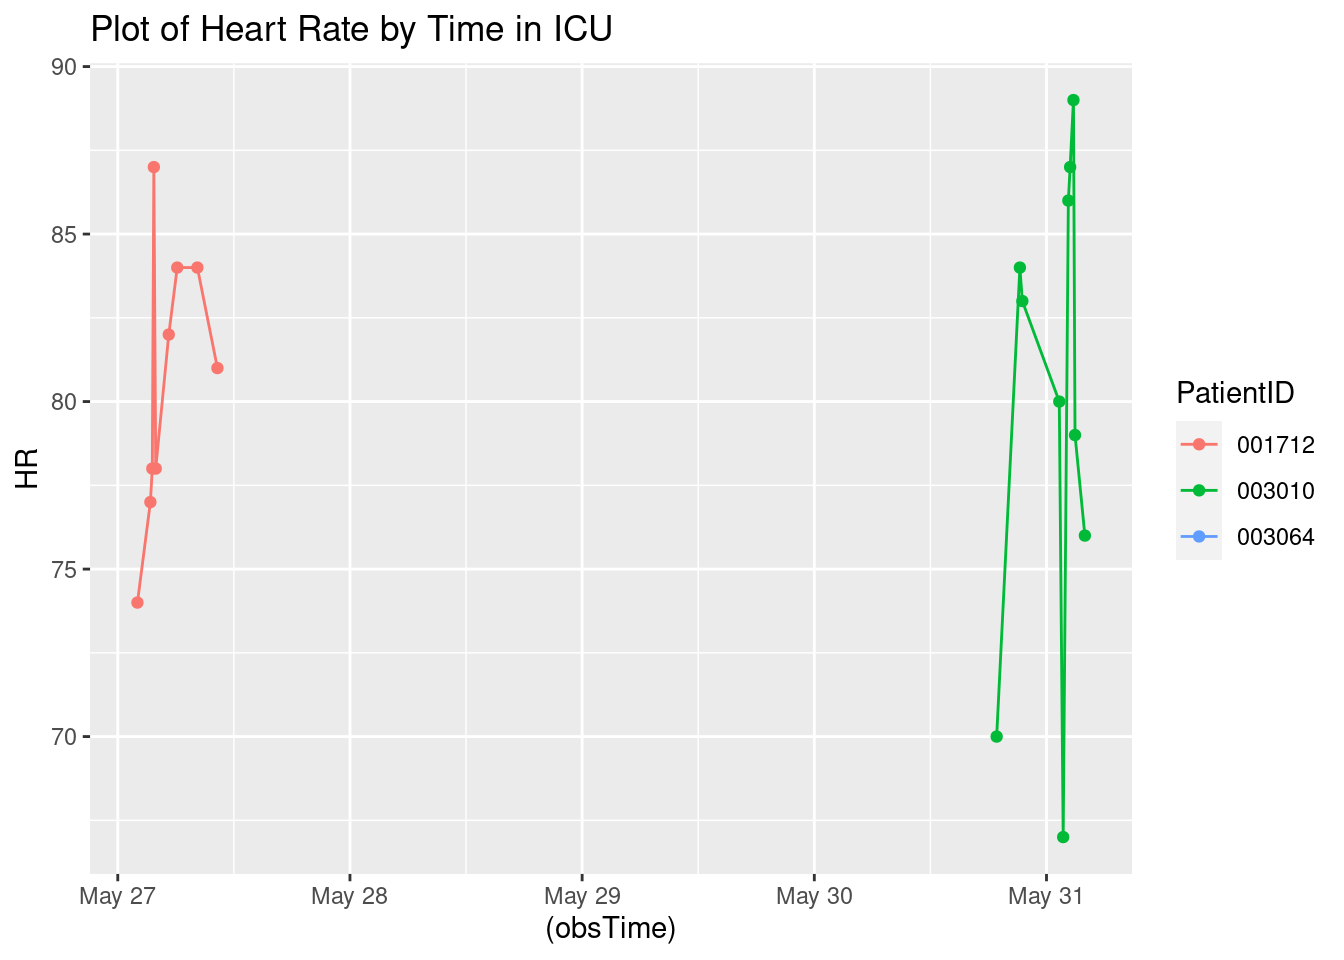 Plot of Heart Rate by Time in ICU
90
85
80
75
70
HR
May 27
May 28
May 29
May 30
May 31
(obsTime)
PatientID
001712
003010
003064